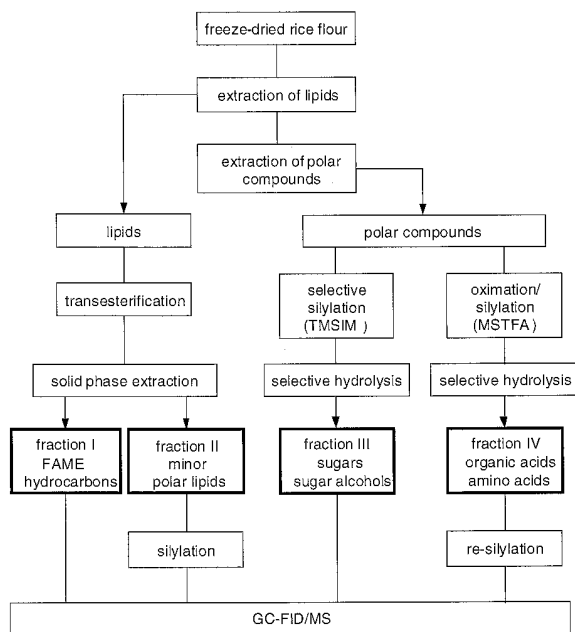 freeze-dried rice flour
extraction of lipids
extraction of polar
compounds
lipids
polar compounds
transesterification
selective
silylation
(TMSIM )
oximation/
silylation
(MSTFA)
solid phase extraction
selective hydrolysis
selective hydrolysis
fraction I
FAME
hydrocarbons
fraction II
minor
polar lipids
fraction III
sugars
sugar alcohols
fraction IV
organic acids
amino acids
silylation
re-silylation
GC-FID/MS